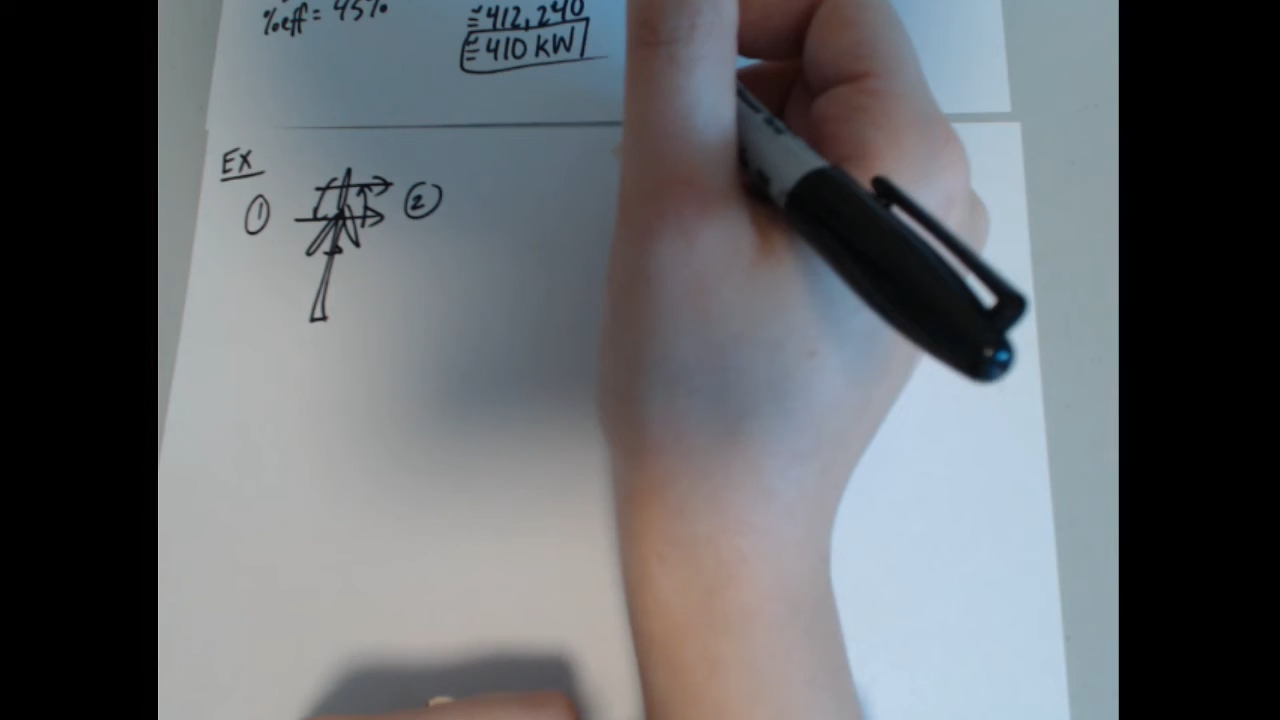 %eff = 45%
≅ 412,240
≅ 410 kW
EX
① ②